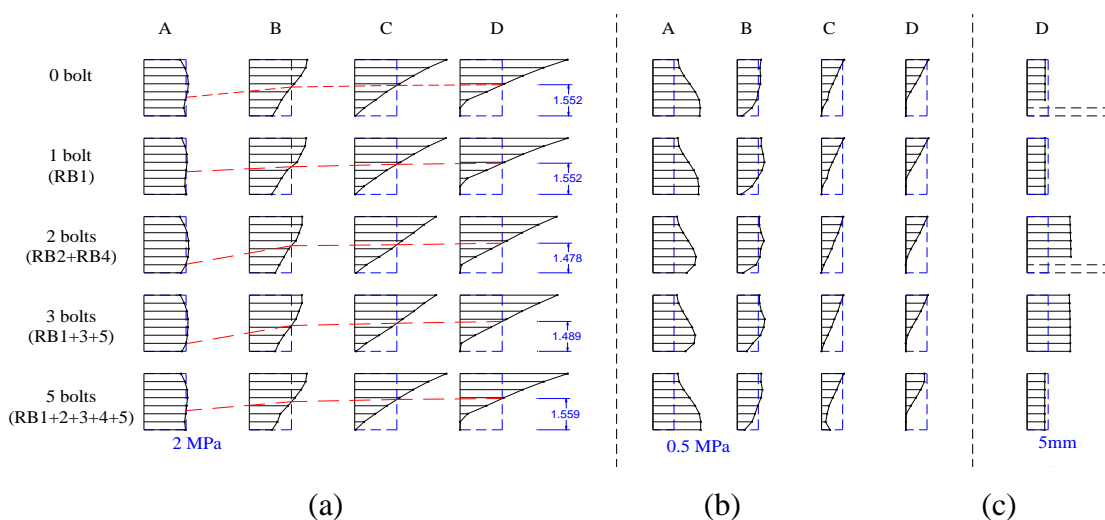 A B C D A B C D D
0 bolt
1.552
1 bolt
(RB1)
1.552
2 bolts
(RB2+RB4)
1.478
3 bolts
(RB1+3+5)
1.489
5 bolts
(RB1+2+3+4+5)
1.559
2 MPa 0.5 MPa 5mm
(a) (b) (c)